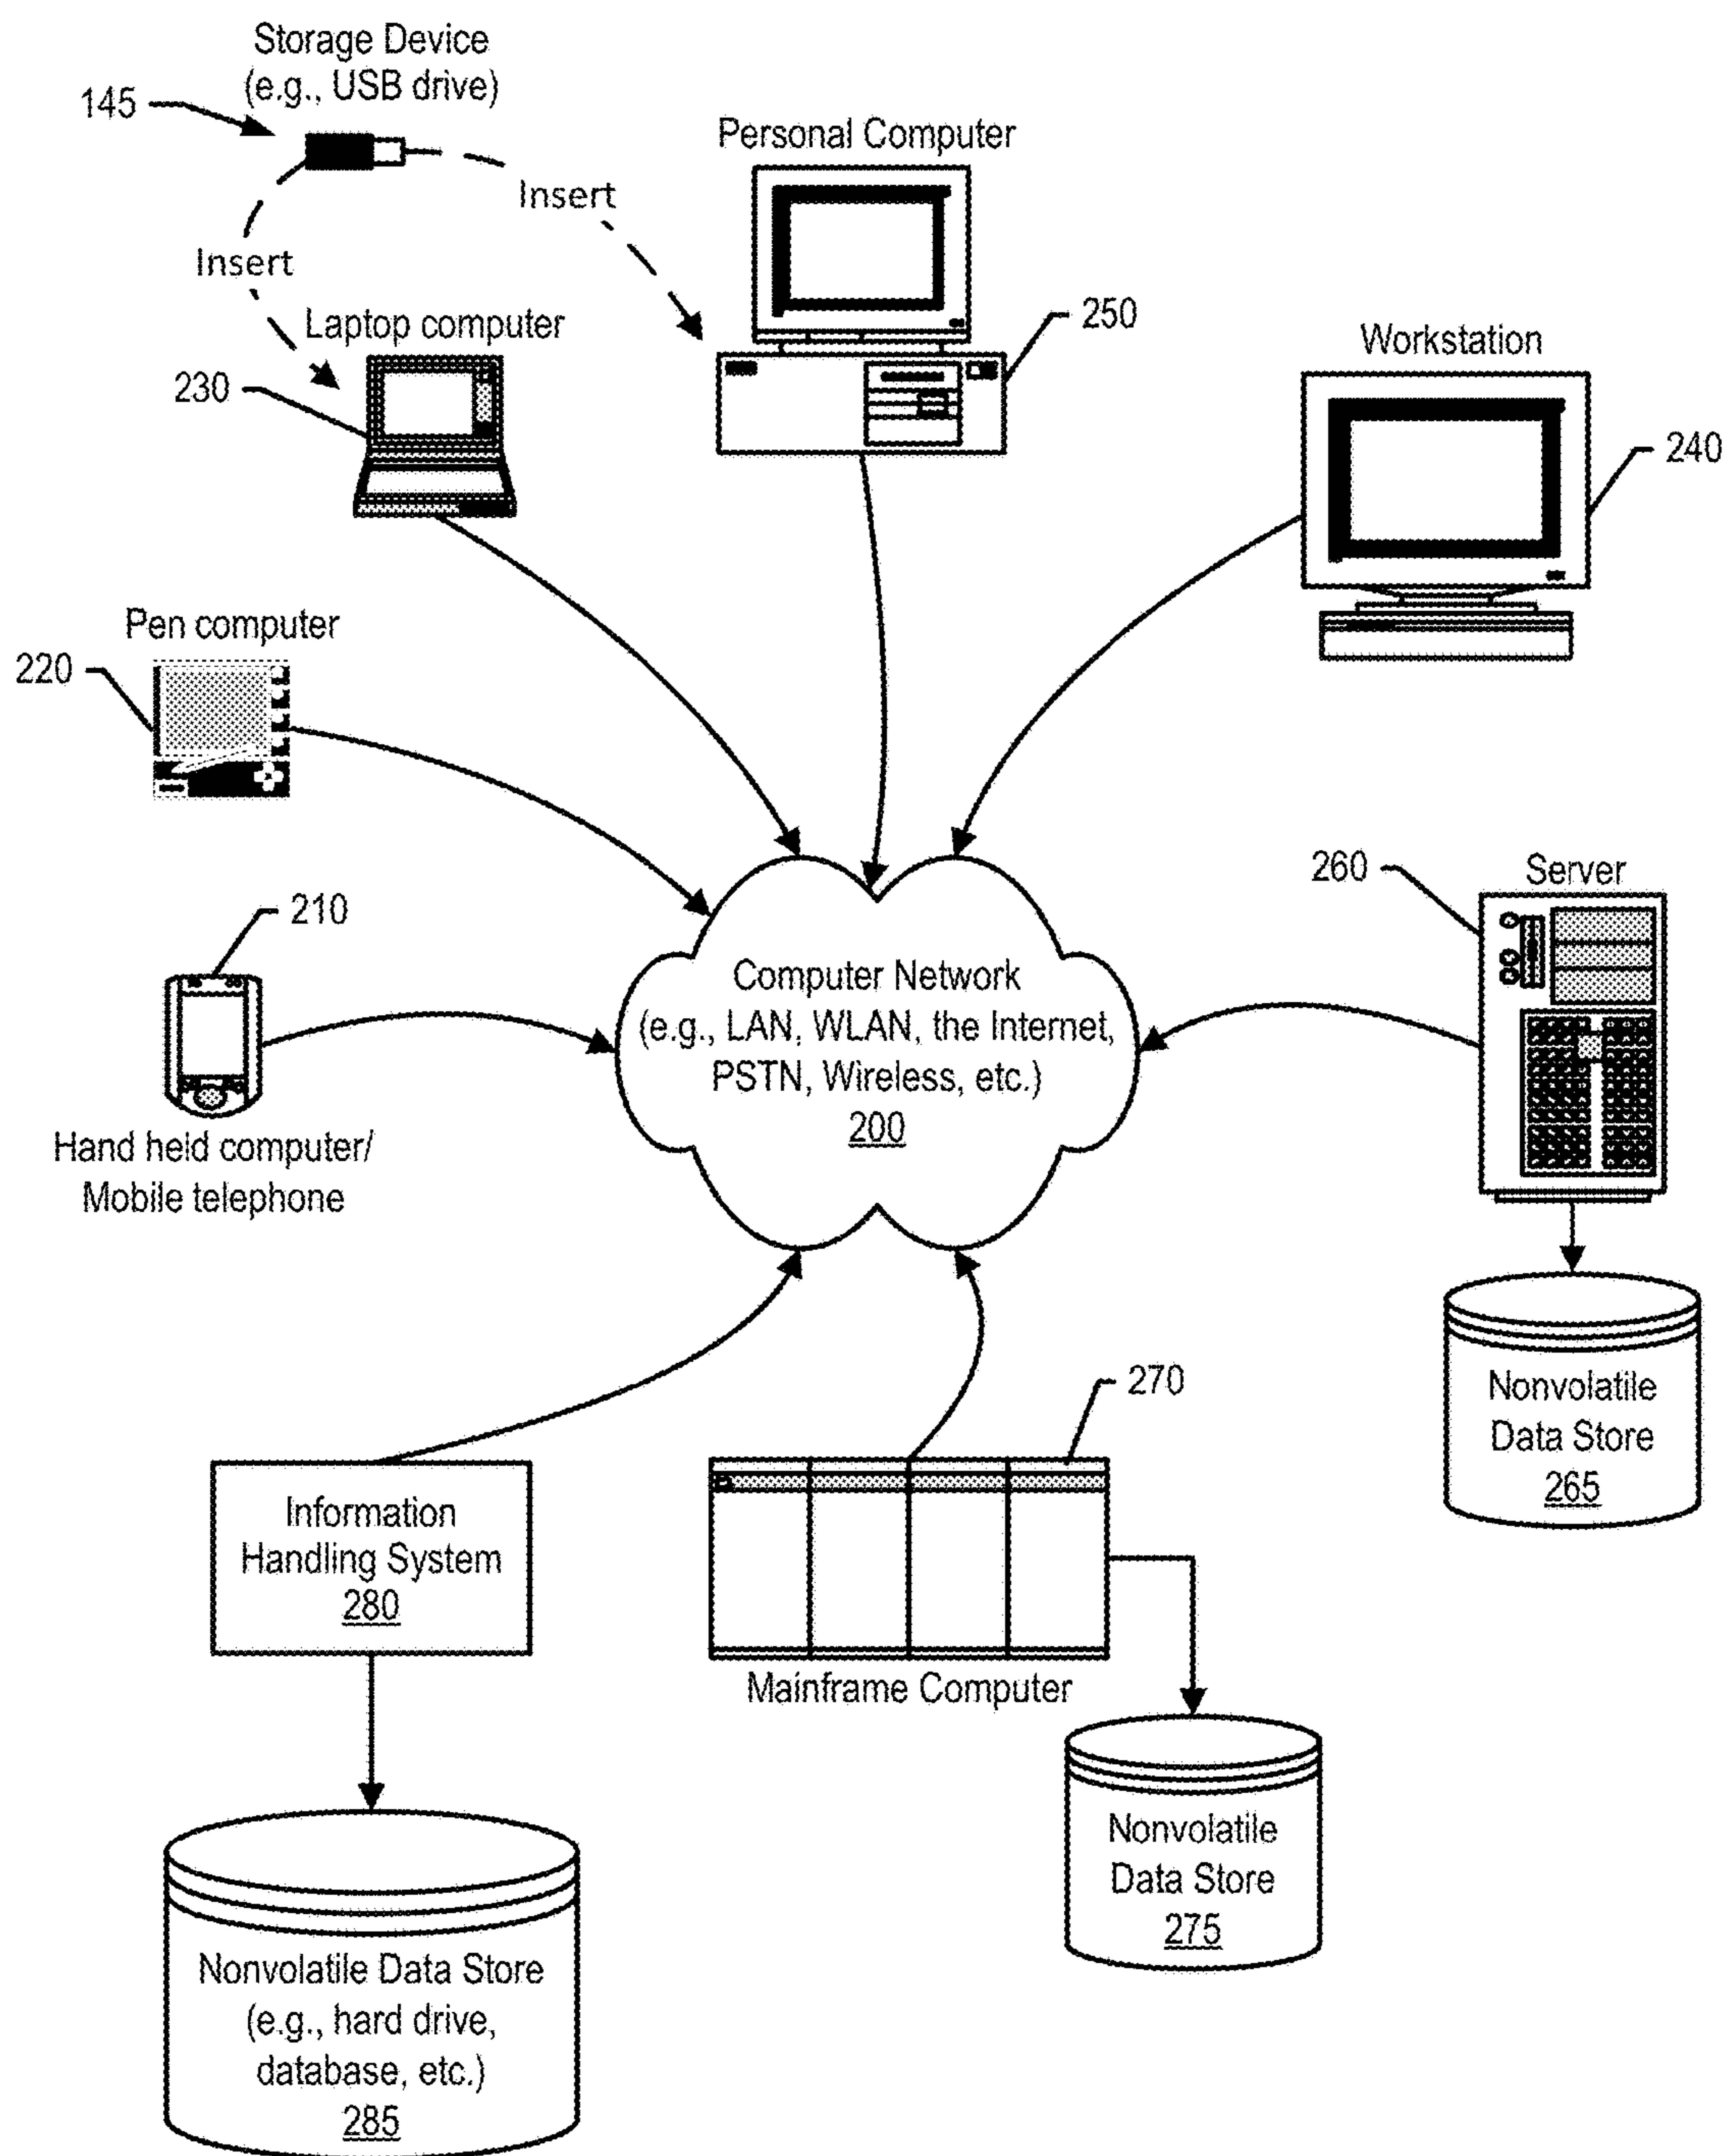 Storage Device
(e.g., USB drive)
145
Insert
Insert
Personal Computer
250
Laptop computer
230
Workstation
240
Pen computer
220
210
Hand held computer/
Mobile telephone
Computer Network
(e.g., LAN, WLAN, the Internet,
PSTN, Wireless, etc.)
200
260
Server
Nonvolatile
Data Store
265
270
Mainframe Computer
Information
Handling System
280
Nonvolatile
Data Store
275
Nonvolatile Data Store
(e.g., hard drive,
database, etc.)
285